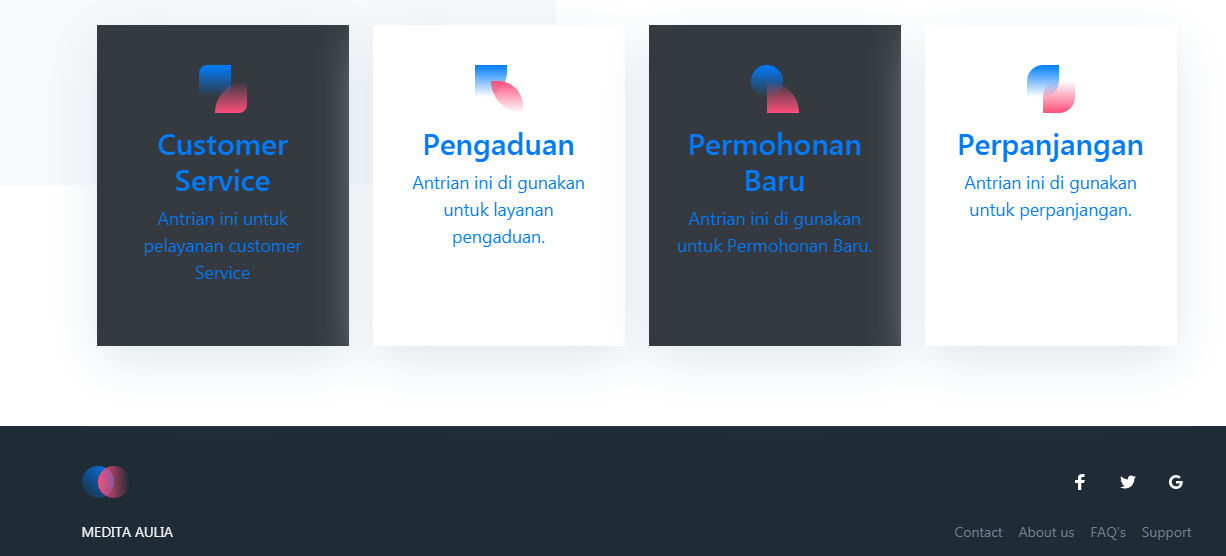 Customer
Service
Antrian ini untuk
pelayanan customer
Service
Pengaduan
Antrian ini di gunakan
untuk layanan
pengaduan.
Permohonan
Baru
Antrian ini di gunakan
untuk Permohonan Baru.
Perpanjangan
Antrian ini di gunakan
untuk perpanjangan.
MEDITA AULIA
Contact About us FAQ's Support